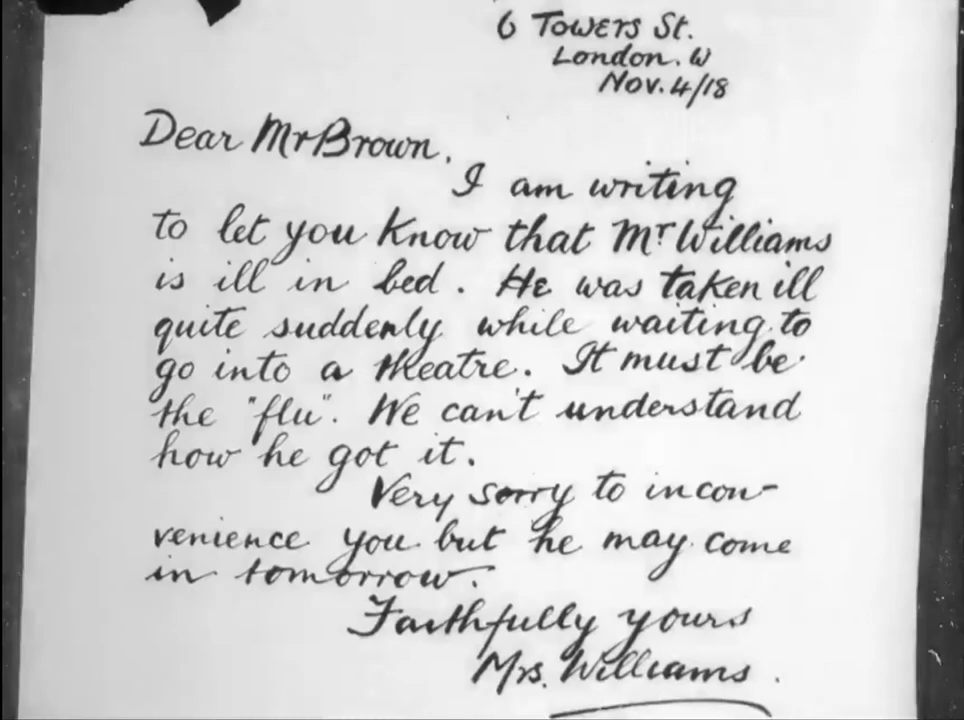 6 Towers St.
London. W
Nov. 4/18
Dear Mr Brown,
I am writing
to let you know that Mr Williams
is ill in bed. He was taken ill
quite suddenly while waiting to
go into a theatre. It must be
the "flu". We can't understand
how he got it.
Very sorry to incon-
venience you but he may come
in tomorrow.
Faithfully yours
Mrs. Williams.